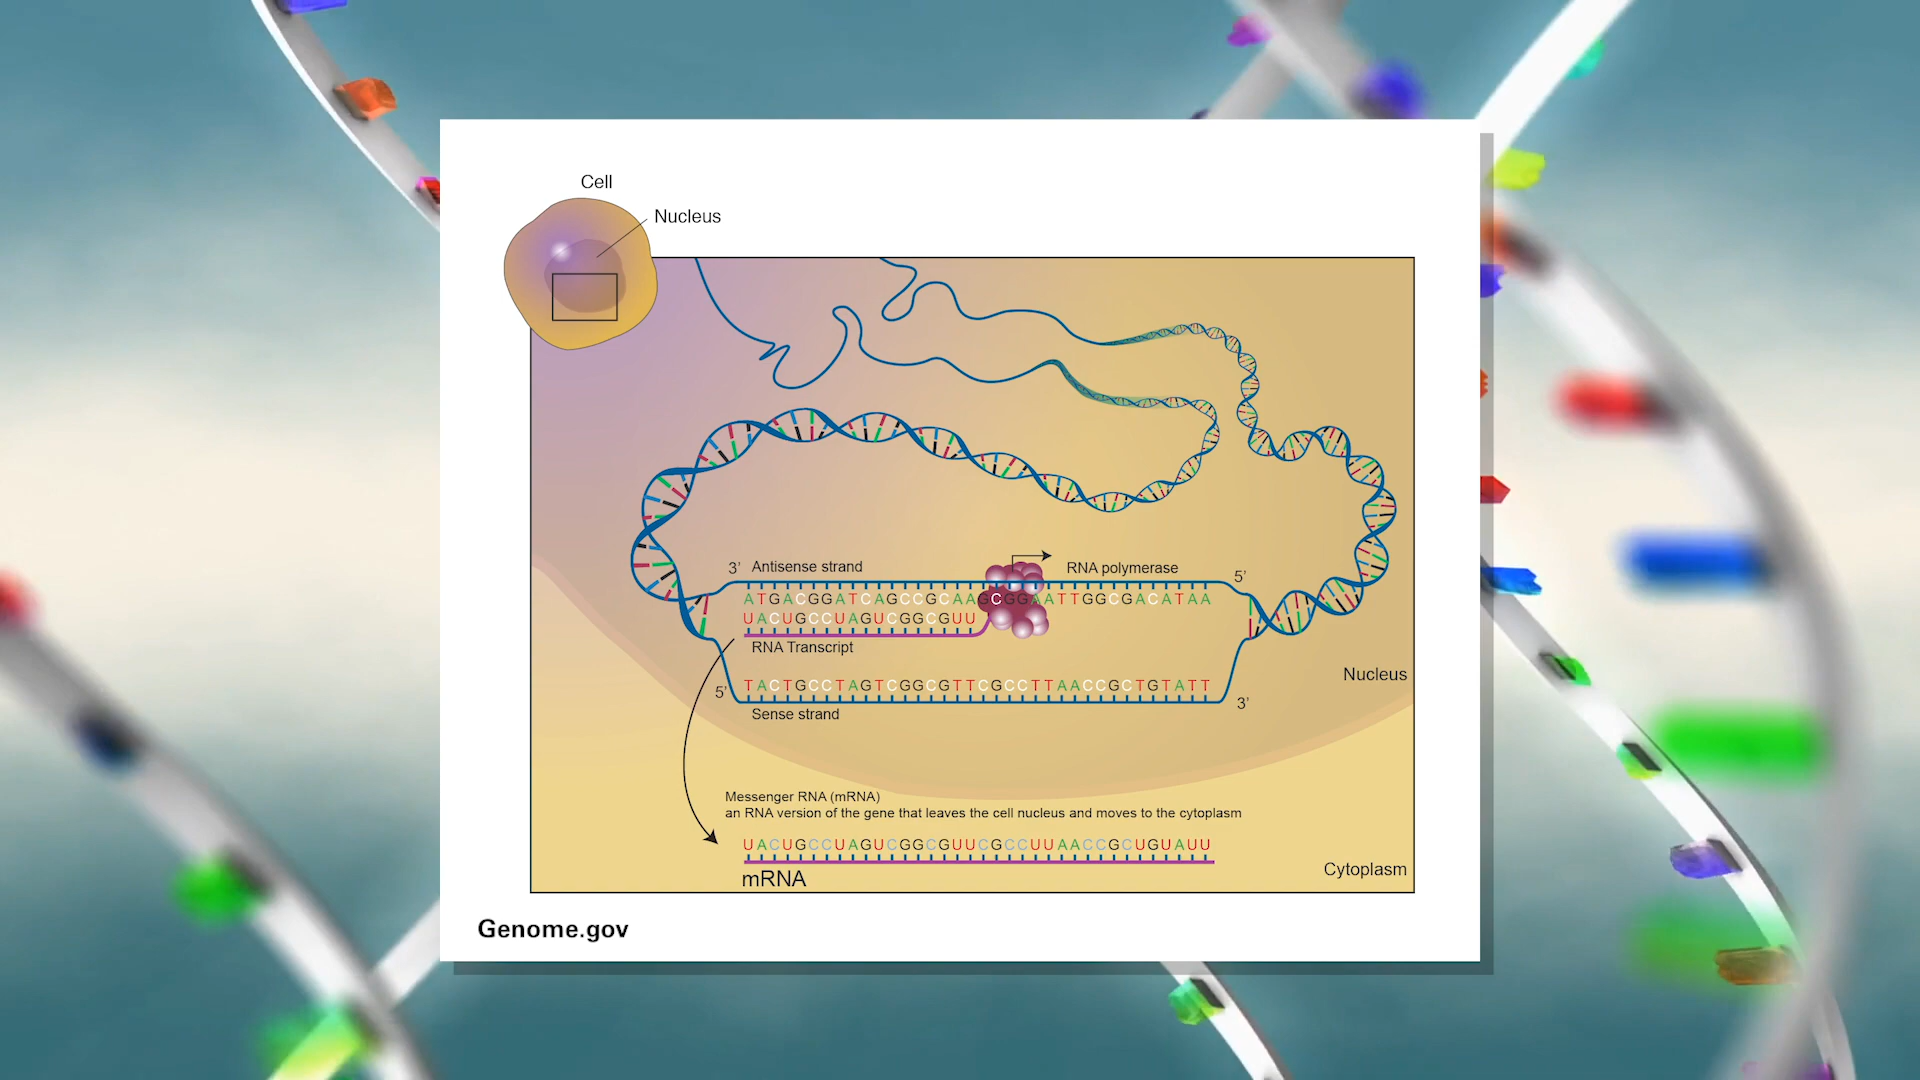 Cell
Nucleus
3’ Antisense strand
RNA polymerase
5’
ATGACGGATCAGCCGCAAGCGGAATTGGCGACATAA
UACUGCCUAGUCGGCGUU
RNA Transcript
Nucleus
5’
TACTGCCTAGTCGGCGTTCGCCTTAACCGCTGTATT
3’
Sense strand
Messenger RNA (mRNA)
an RNA version of the gene that leaves the cell nucleus and moves to the cytoplasm
UACUGCCUAGUCGGCGUUCGCCUUAACCGCUGUAUU
Cytoplasm
mRNA
Genome.gov